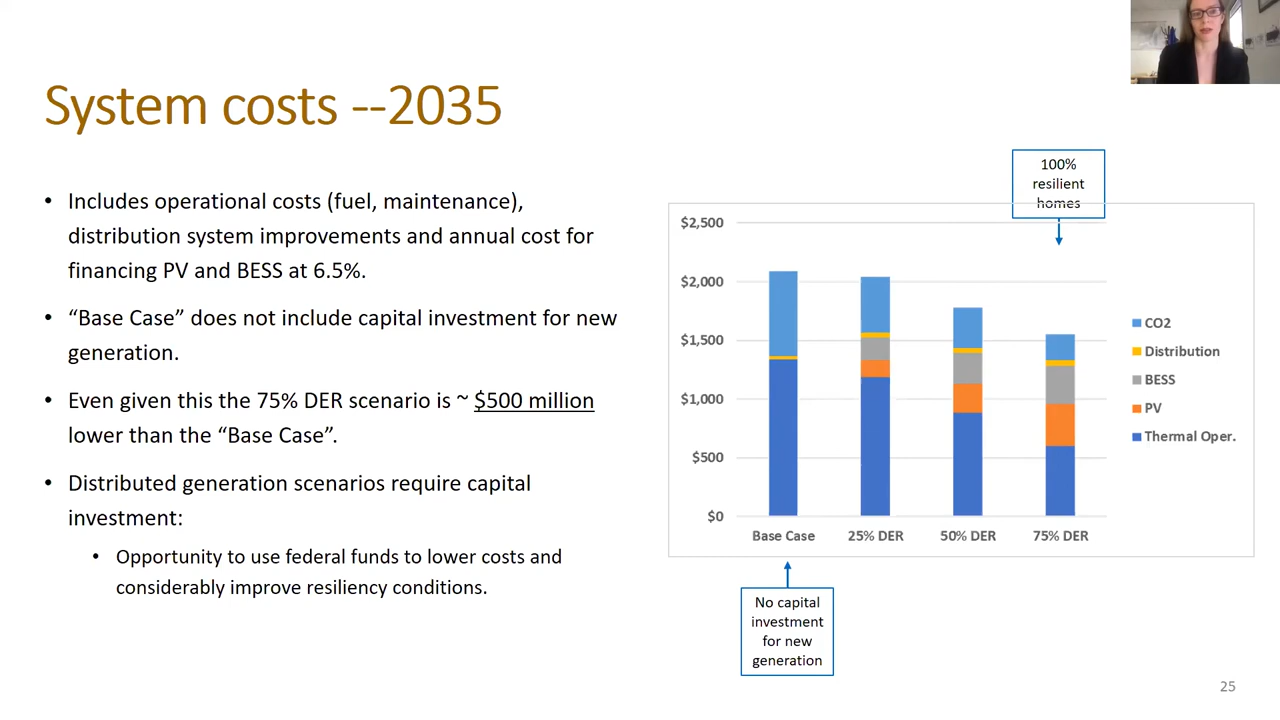 System costs --2035
• Includes operational costs (fuel, maintenance),
distribution system improvements and annual cost for
financing PV and BESS at 6.5%.
• “Base Case” does not include capital investment for new
generation.
• Even given this the 75% DER scenario is ~ $500 million
lower than the “Base Case”.
• Distributed generation scenarios require capital
investment:
• Opportunity to use federal funds to lower costs and
considerably improve resiliency conditions.
100%
resilient
homes
$2,500
$2,000
$1,500
$1,000
$500
$0
Base Case
25% DER
50% DER
75% DER
CO2
Distribution
BESS
PV
Thermal Oper.
No capital
investment
for new
generation
25